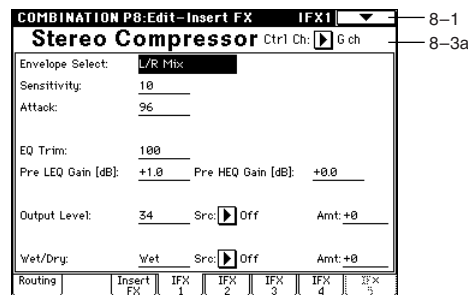 COMBINATION P8:Edit-Insert FX IFX1 8-1
Stereo Compressor Ctrl Ch: G ch 8-3a
Envelope Select: L/R Mix
Sensitivity: 10
Attack: 96
EQ Trim: 100
Pre LEQ Gain [dB]: +1.0 Pre HEQ Gain [dB]: +0.0
Output Level: 34 Src: Off Amt: +0
Wet/Dry: Wet Src: Off Amt: +0
Routing Insert FX IFX 1 IFX 2 IFX 3 IFX 4 IFX 5